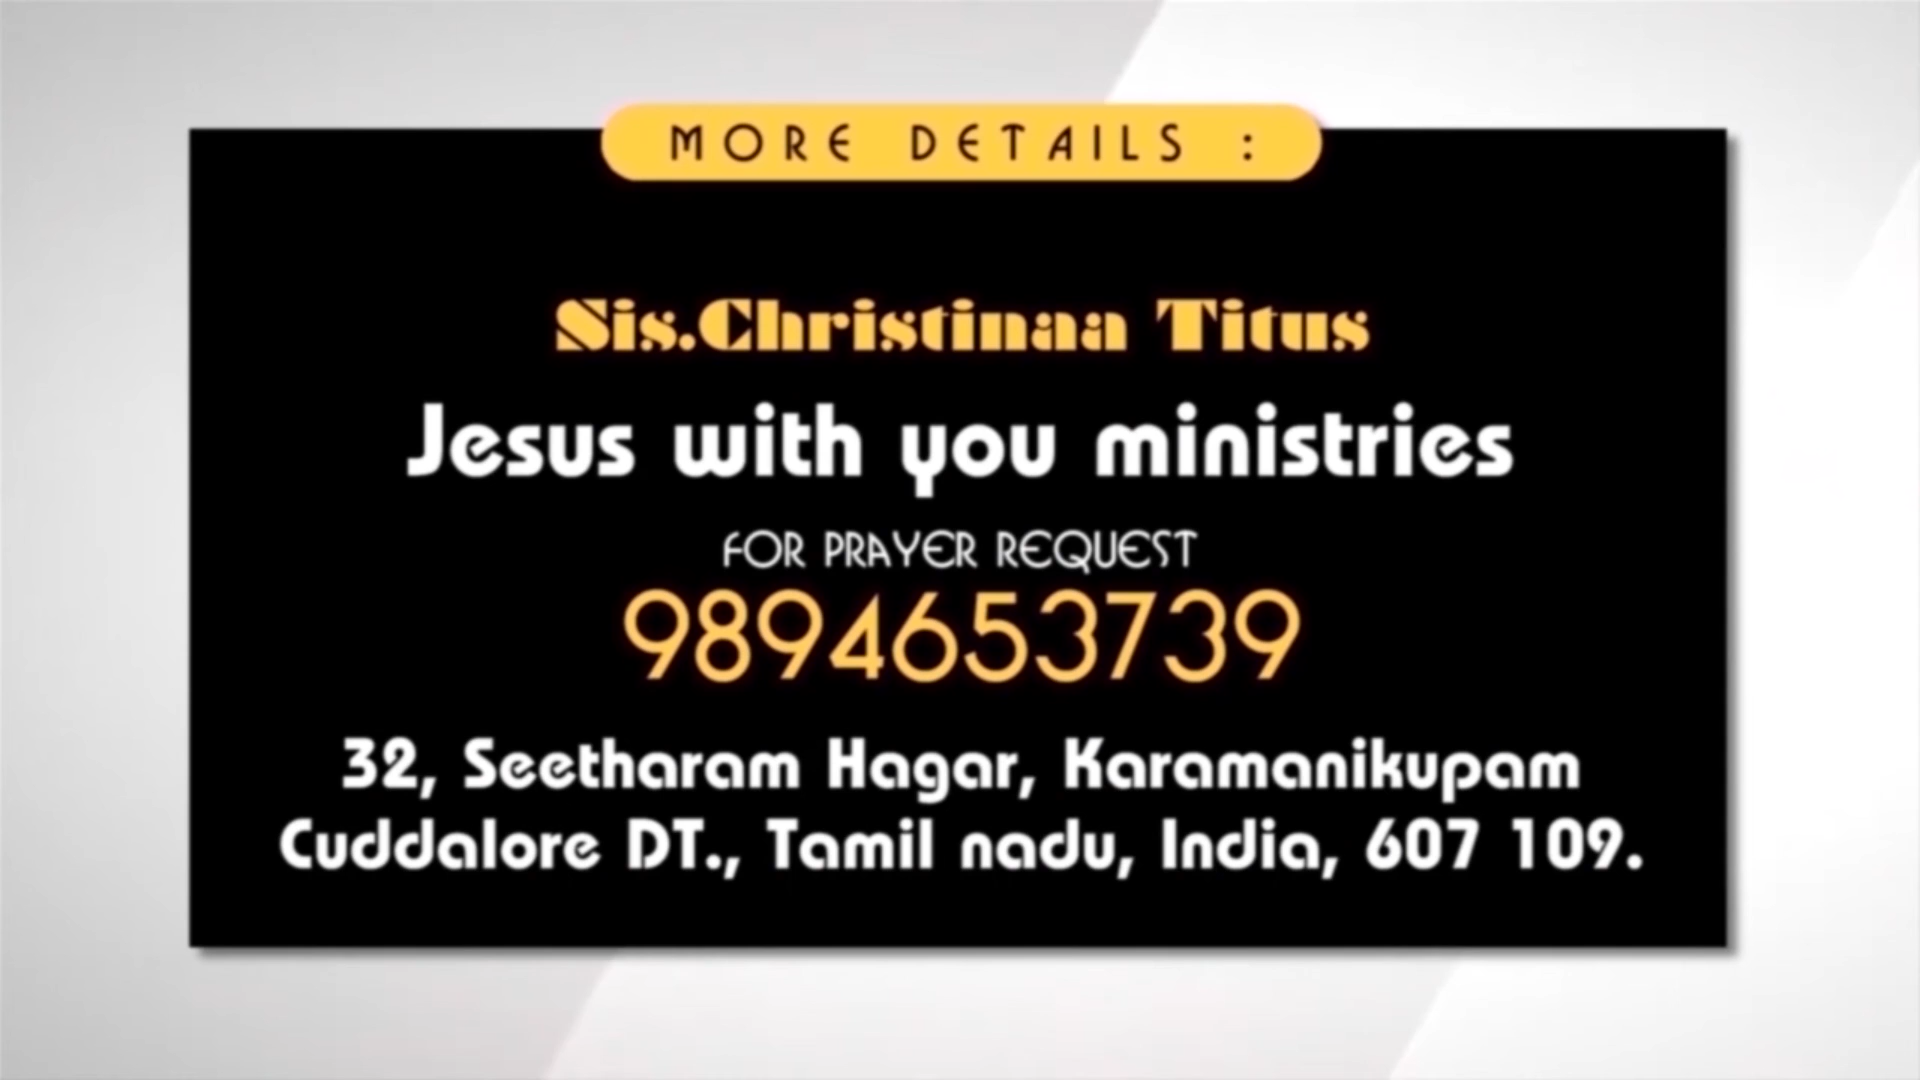 MORE DETAILS :
Sis.Christinaa Titus
Jesus with you ministries
FOR PRAYER REQUEST
9894653739
32, Seetharam Hagar, Karamanikupam
Cuddalore DT., Tamil nadu, India, 607 109.